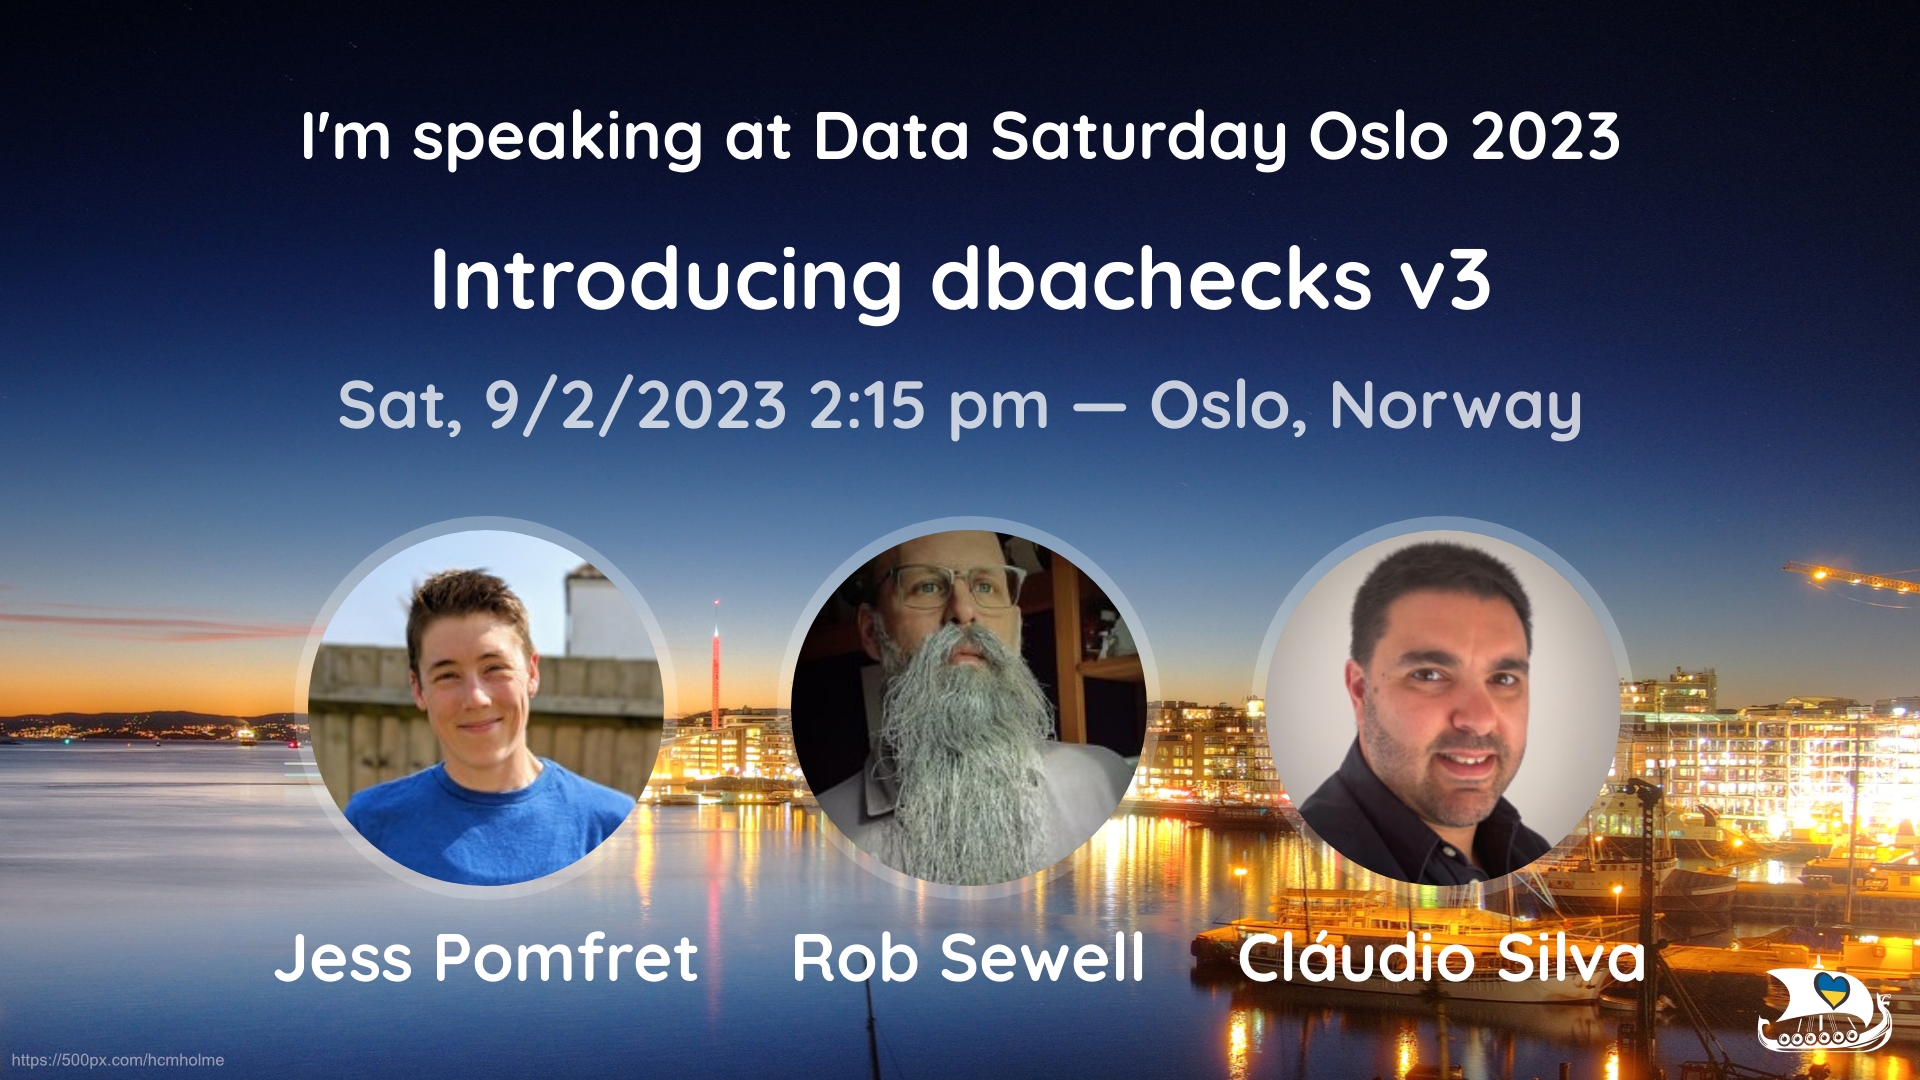 I'm speaking at Data Saturday Oslo 2023
Introducing dbachecks v3
Sat, 9/2/2023 2:15 pm — Oslo, Norway
Jess Pomfret
Rob Sewell
Cláudio Silva
https://500px.com/hcmholme